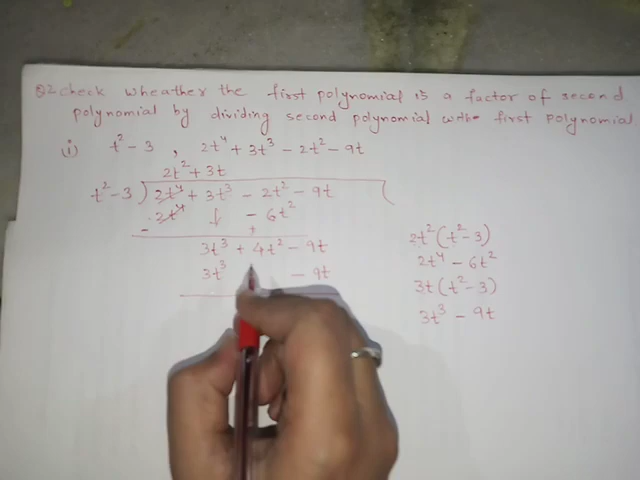 Q2 check wheather the first polynomial is a factor of second
polynomial by dividing second polynomial withe first polynomial
(i) t² - 3 , 2t⁴ + 3t³ - 2t² - 9t
2t² + 3t
t² - 3 ) 2t⁴ + 3t³ - 2t² - 9t
2t⁴ ↓ - 6t²
- +
3t³ + 4t² - 9t
3t³ - 9t
2t² (t² - 3)
2t⁴ - 6t²
3t (t² - 3)
3t³ - 9t